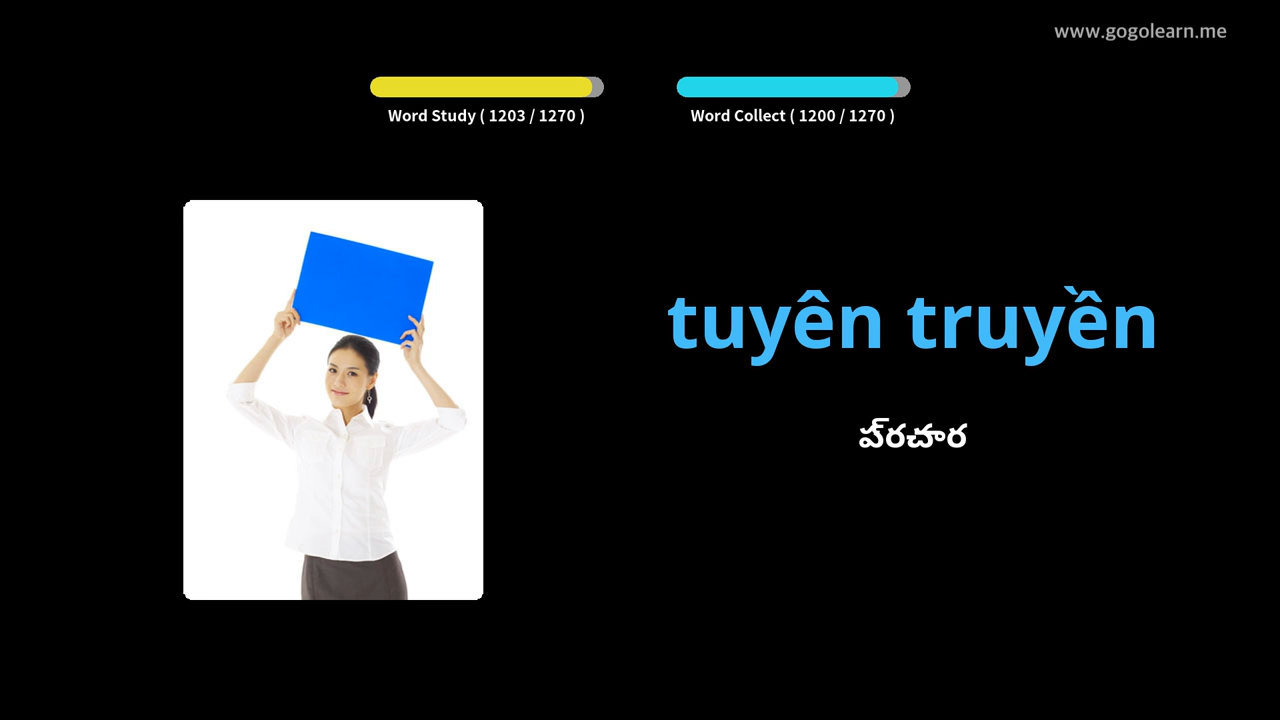 www.gogolearn.me
Word Study ( 1203 / 1270 )
Word Collect ( 1200 / 1270 )
tuyên truyền
ప్రచార